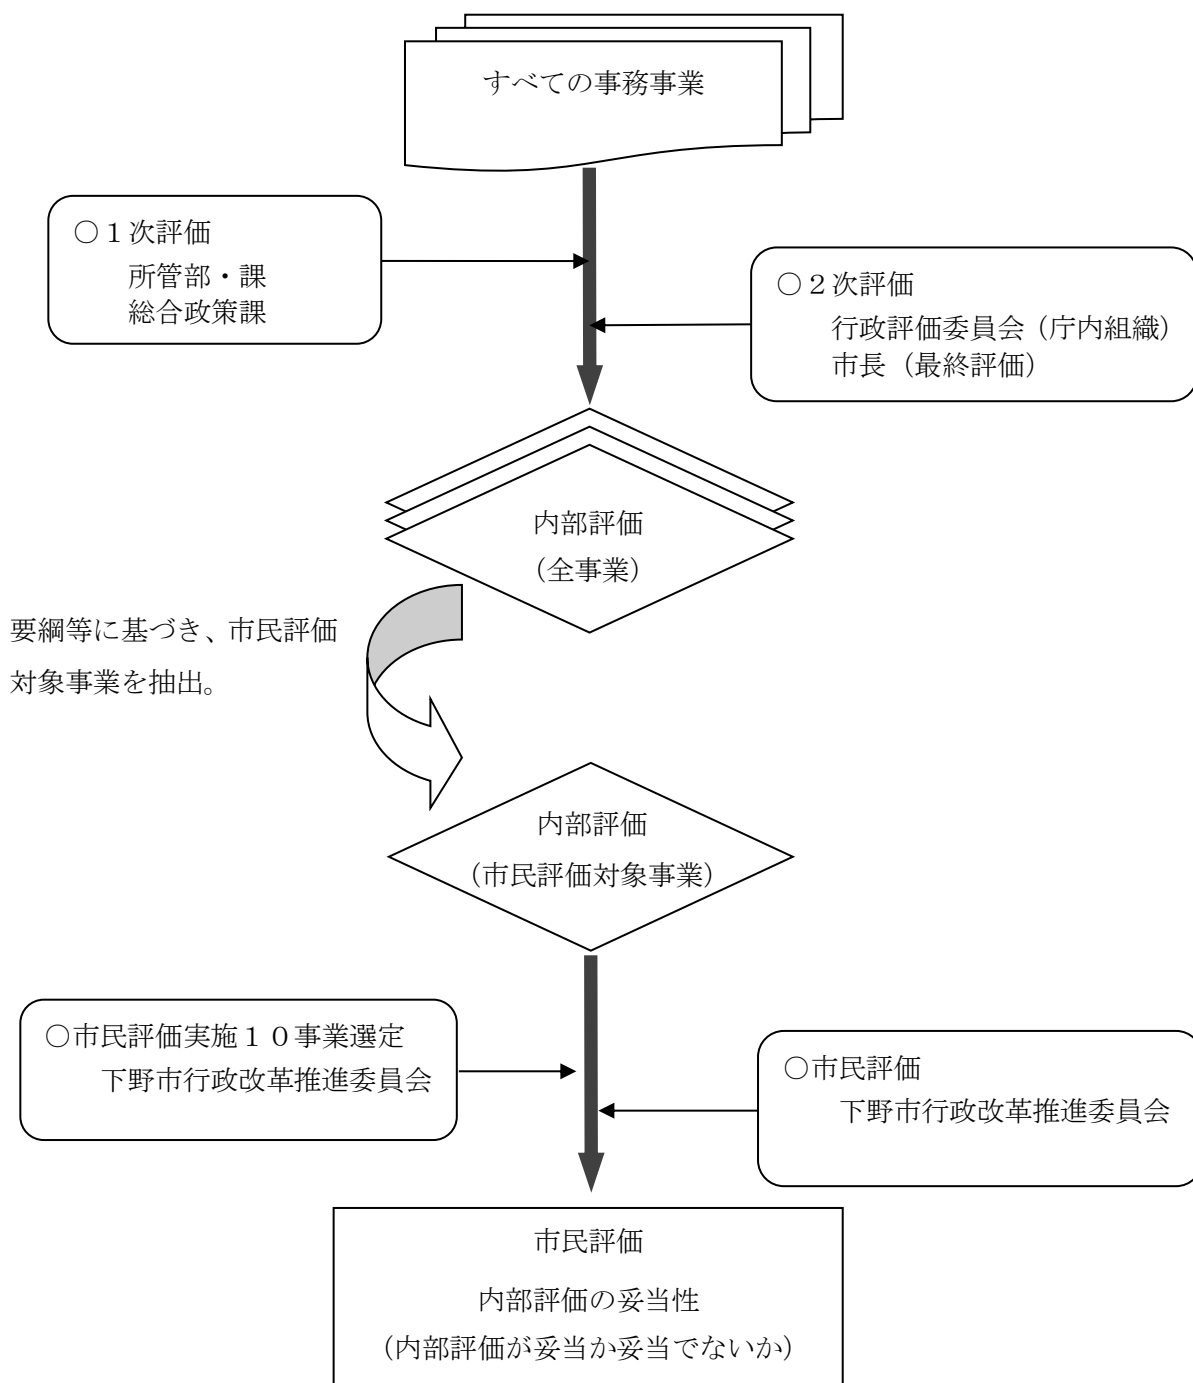 すべての事務事業
○１次評価
所管部・課
総合政策課
○２次評価
行政評価委員会（庁内組織）
市長（最終評価）
内部評価
（全事業）
要綱等に基づき、市民評価
対象事業を抽出。
内部評価
（市民評価対象事業）
○市民評価実施１０事業選定
下野市行政改革推進委員会
○市民評価
下野市行政改革推進委員会
市民評価
内部評価の妥当性
（内部評価が妥当か妥当でないか）